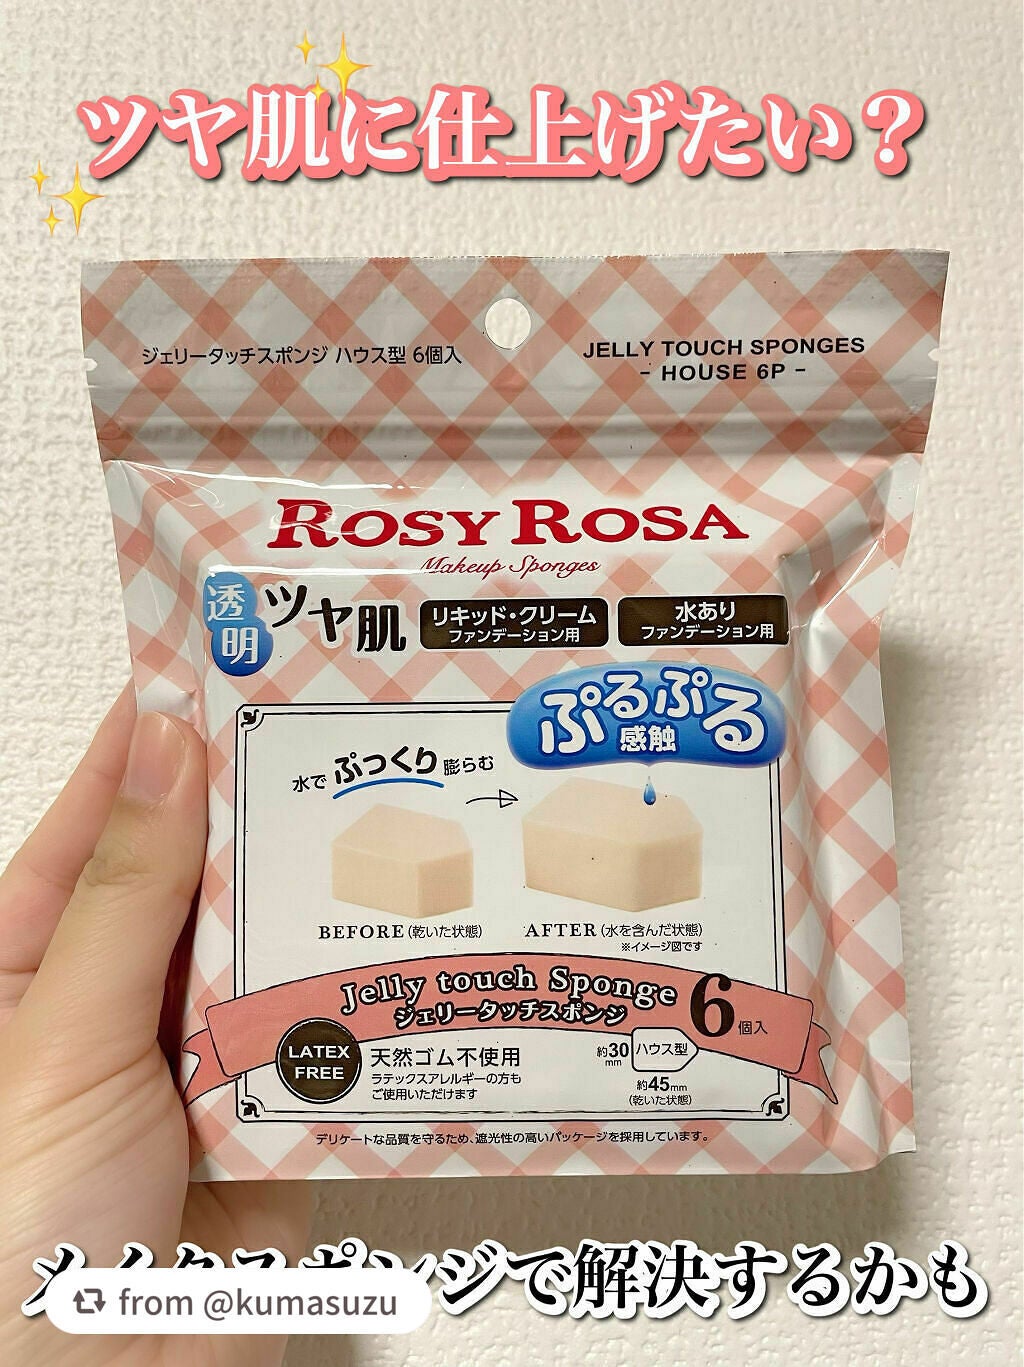 ツヤ肌に仕上げたい？
ジェリータッチスポンジ ハウス型 6個入
JELLY TOUCH SPONGES
- HOUSE 6P -
ROSY ROSA
Makeup Sponges
透明
ツヤ肌
リキッド・クリーム
ファンデーション用
水あり
ファンデーション用
ぷるぷる
感触
水でぷっくり膨らむ
BEFORE (乾いた状態)
AFTER (水を含んだ状態)
※イメージ図です
Jelly touch Sponge
ジェリータッチスポンジ
6個入
LATEX
FREE
天然ゴム不使用
ラテックスアレルギーの方も
ご使用いただけます
約30mm
ハウス型
約45mm
(乾いた状態)
デリケートな品質を守るため、遮光性の高いパッケージを採用しています。
メイクスポンジで解決するかも
from @kumasuzu